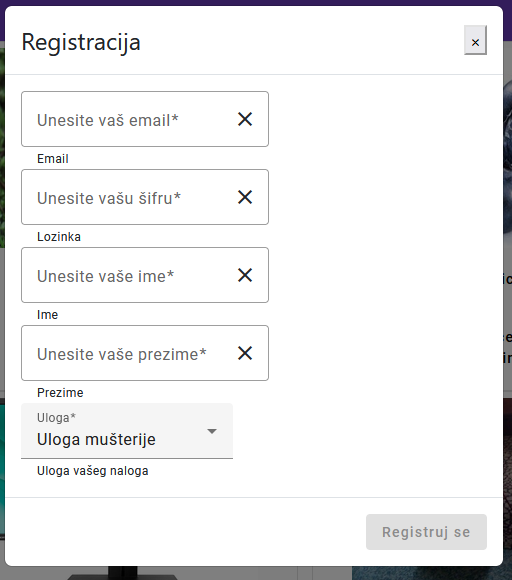 Registracija
×
Unesite vaš email*
Email
Unesite vašu šifru*
Lozinka
Unesite vaše ime*
Ime
Unesite vaše prezime*
Prezime
Uloga*
Uloga mušterije
Uloga vašeg naloga
Registruj se